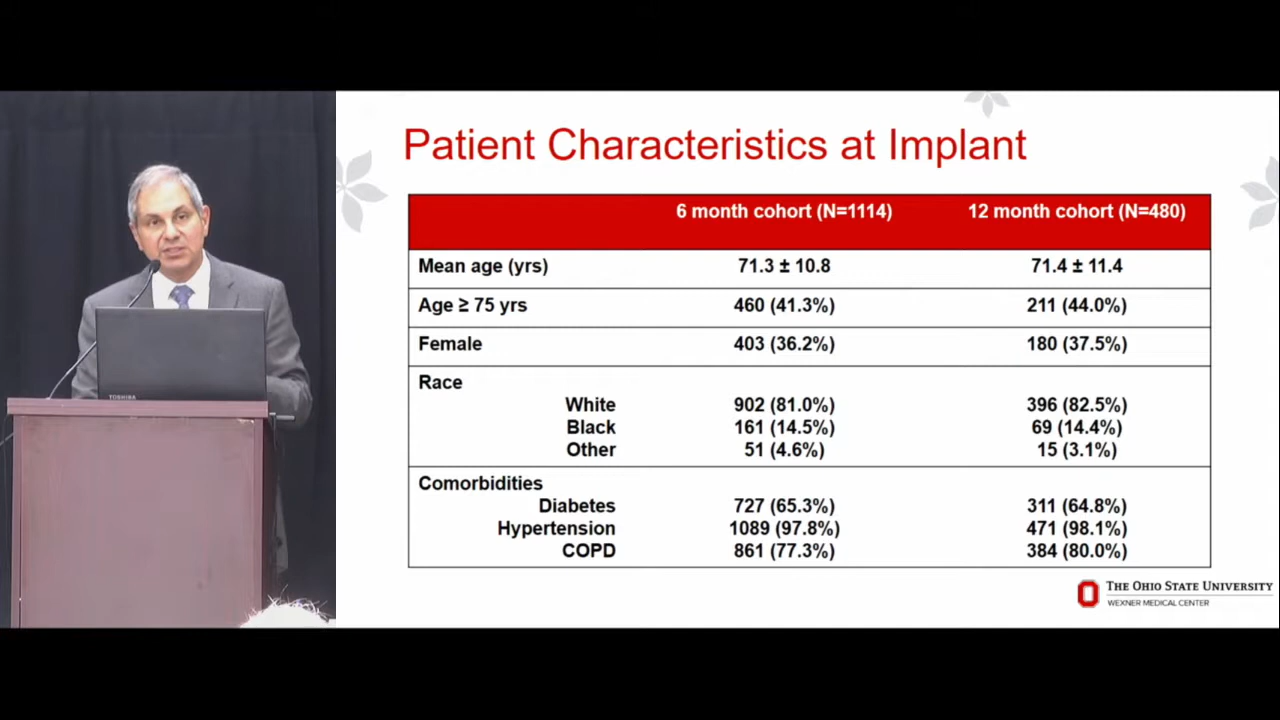 Patient Characteristics at Implant
6 month cohort (N=1114) 12 month cohort (N=480)
Mean age (yrs) 71.3 ± 10.8 71.4 ± 11.4
Age ≥ 75 yrs 460 (41.3%) 211 (44.0%)
Female 403 (36.2%) 180 (37.5%)
Race
White 902 (81.0%) 396 (82.5%)
Black 161 (14.5%) 69 (14.4%)
Other 51 (4.6%) 15 (3.1%)
Comorbidities
Diabetes 727 (65.3%) 311 (64.8%)
Hypertension 1089 (97.8%) 471 (98.1%)
COPD 861 (77.3%) 384 (80.0%)
THE OHIO STATE UNIVERSITY
WEXNER MEDICAL CENTER
TOSHIBA